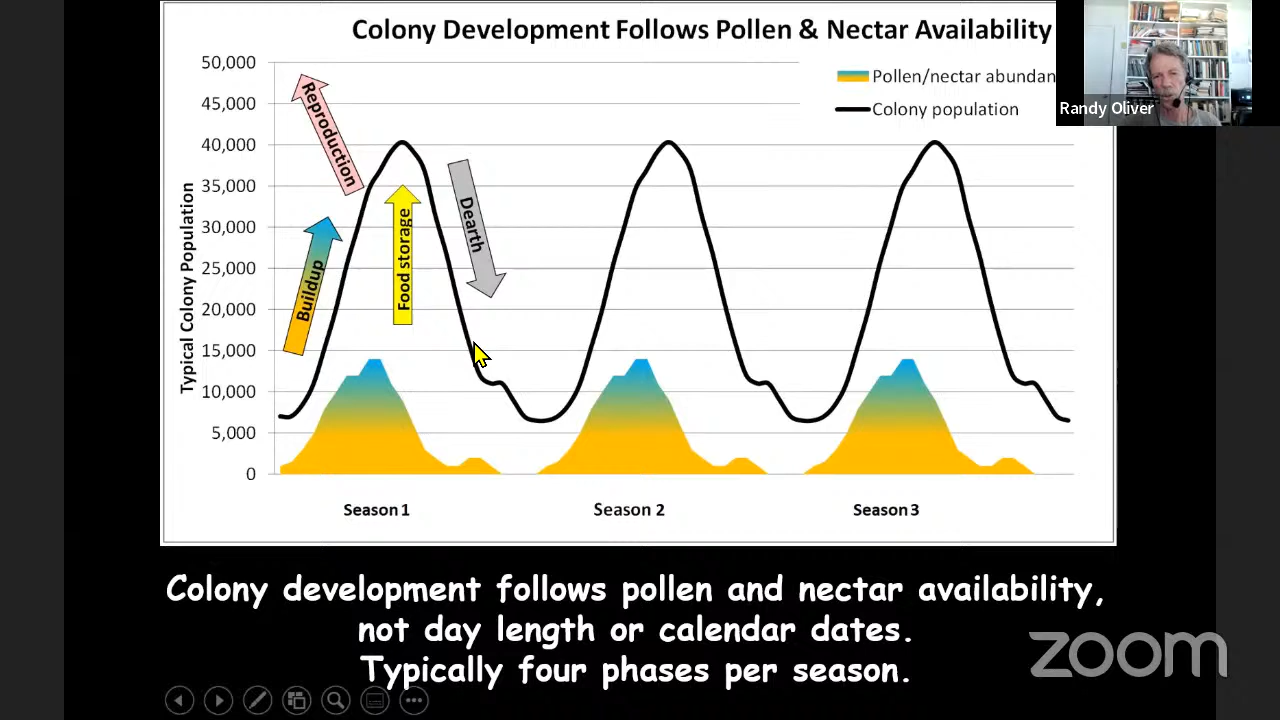 Colony Development Follows Pollen & Nectar Availability
Pollen/nectar abundan
Colony population
Randy Oliver
50,000
45,000
40,000
35,000
30,000
25,000
20,000
15,000
10,000
5,000
0
Typical Colony Population
Reproduction
Buildup
Food storage
Dearth
Season 1
Season 2
Season 3
Colony development follows pollen and nectar availability,
not day length or calendar dates.
Typically four phases per season.
zoom